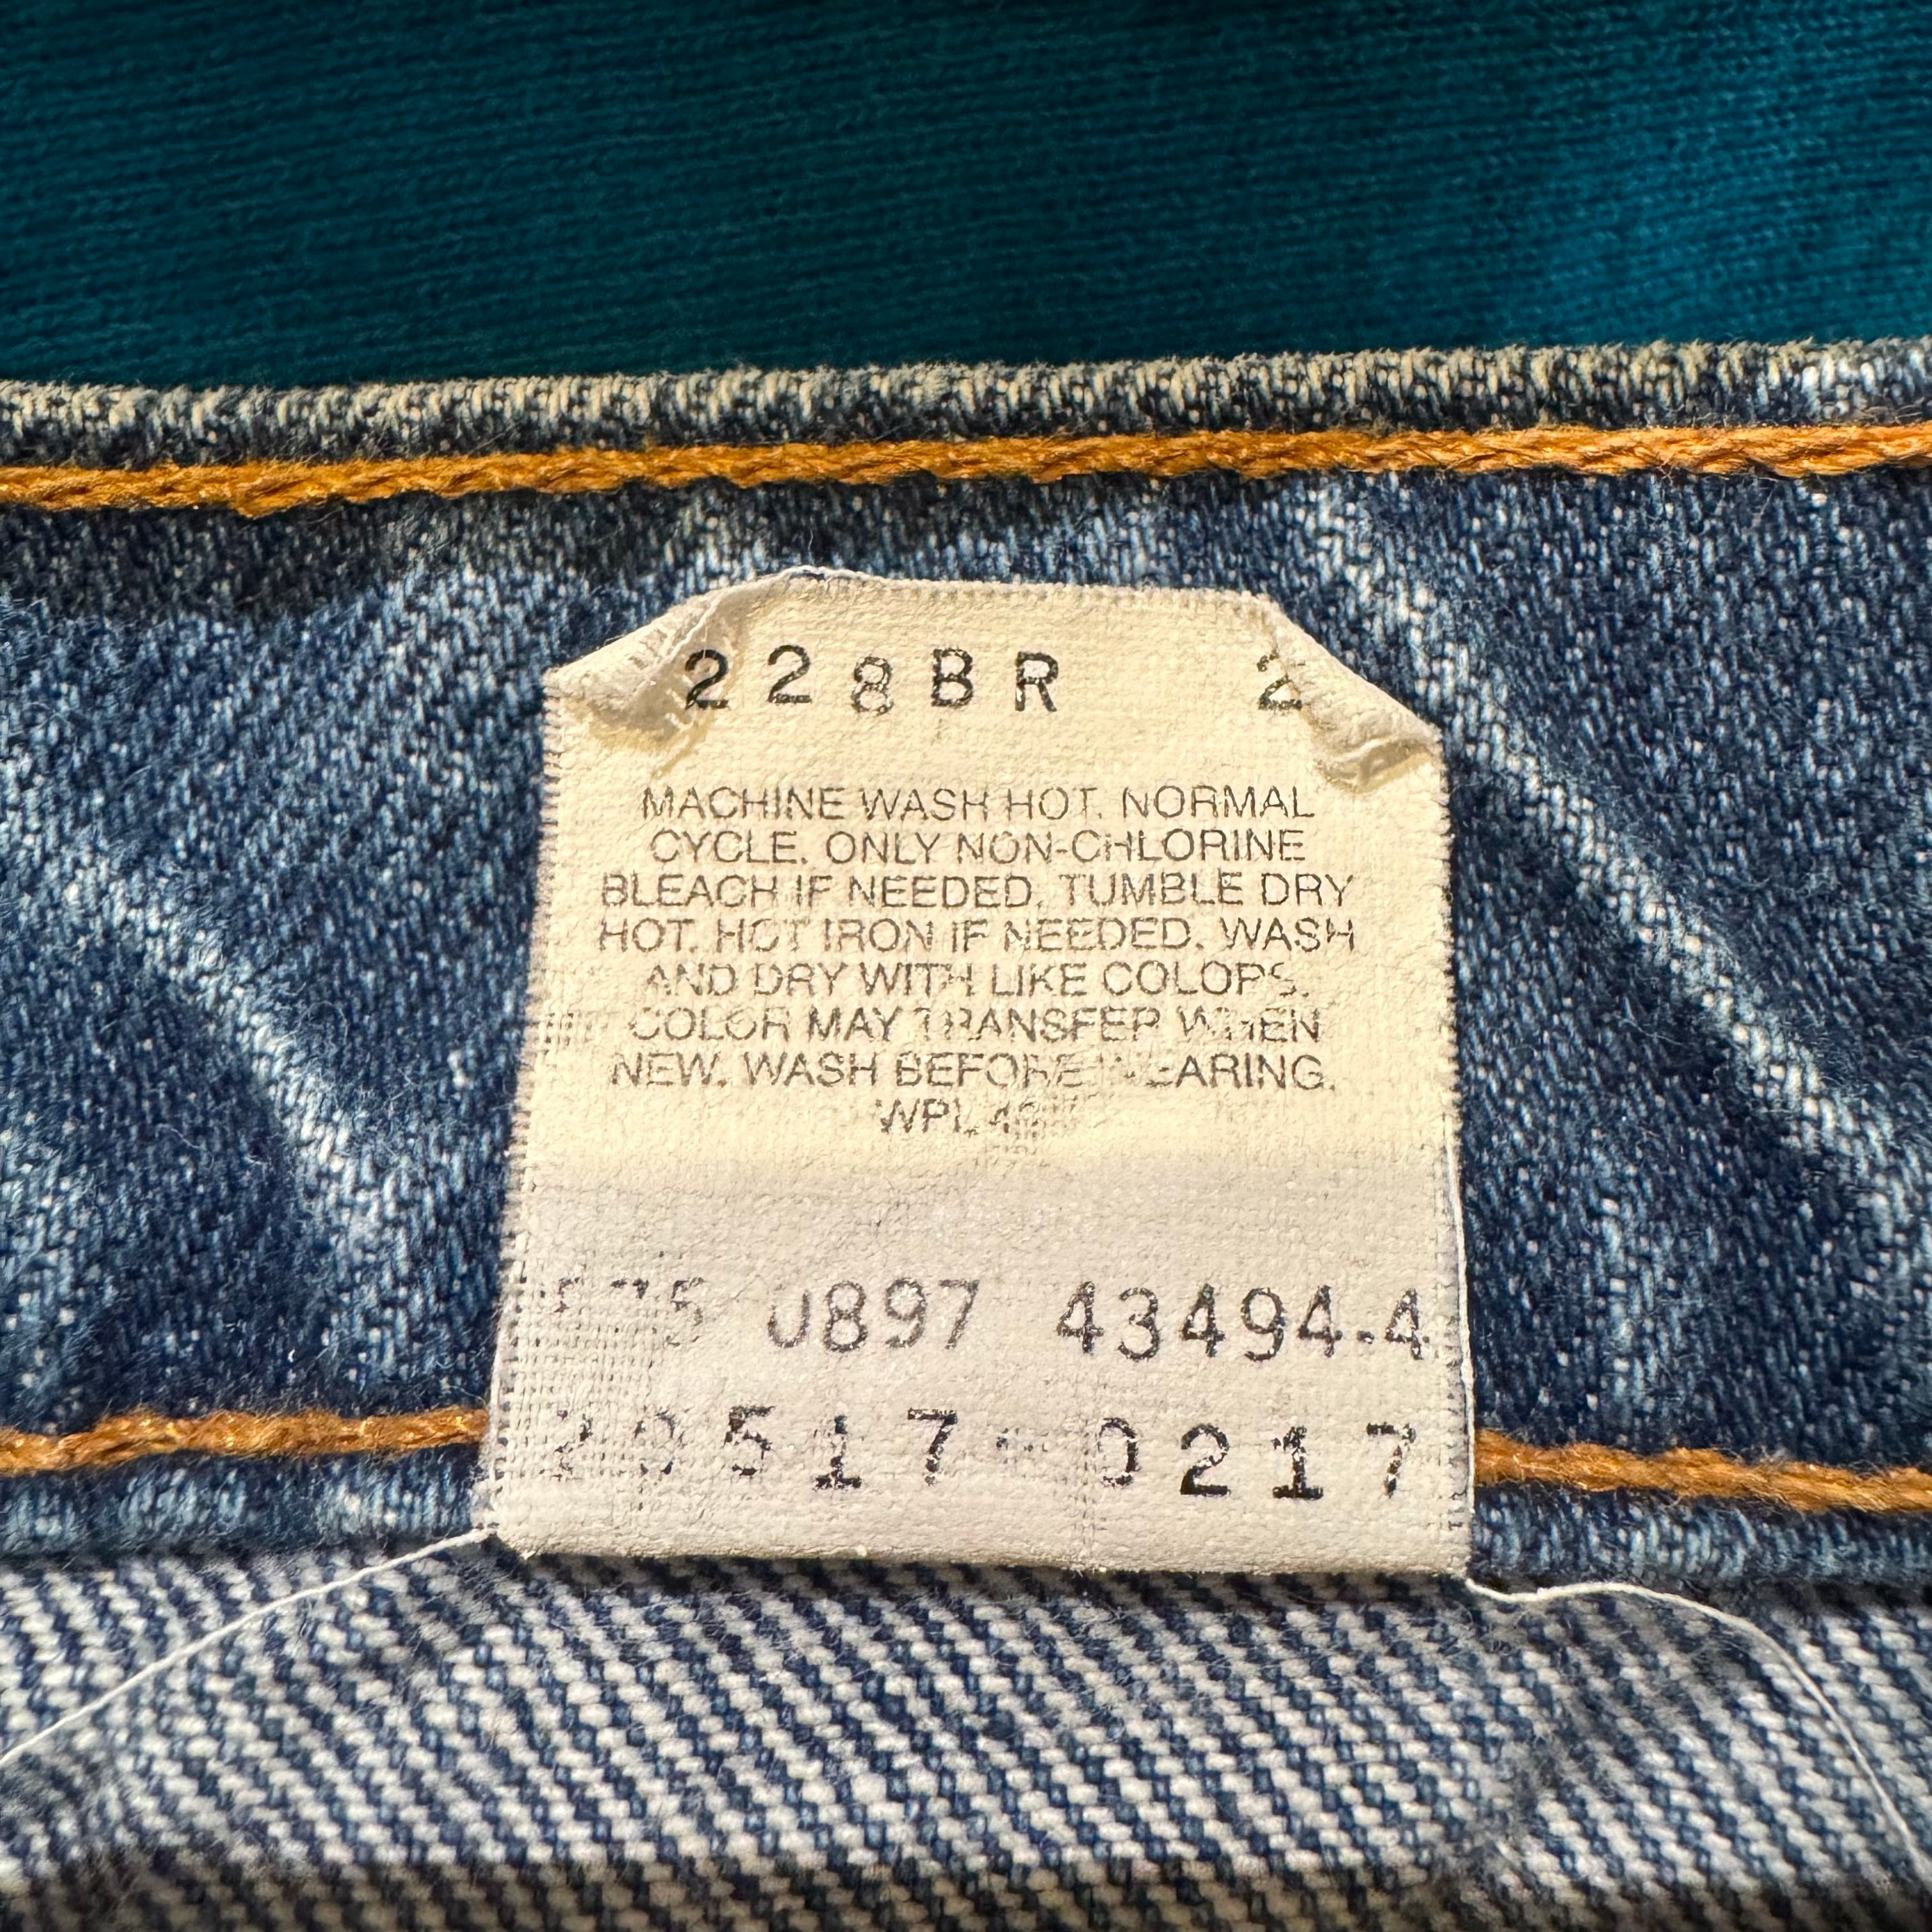 228BR 2
MACHINE WASH HOT. NORMAL
CYCLE. ONLY NON-CHLORINE
BLEACH IF NEEDED. TUMBLE DRY
HOT. HOT IRON IF NEEDED. WASH
AND DRY WITH LIKE COLORS.
COLOR MAY TRANSFER WHEN
NEW. WASH BEFORE WEARING.
WPL
0897 43494-4
20517 0217